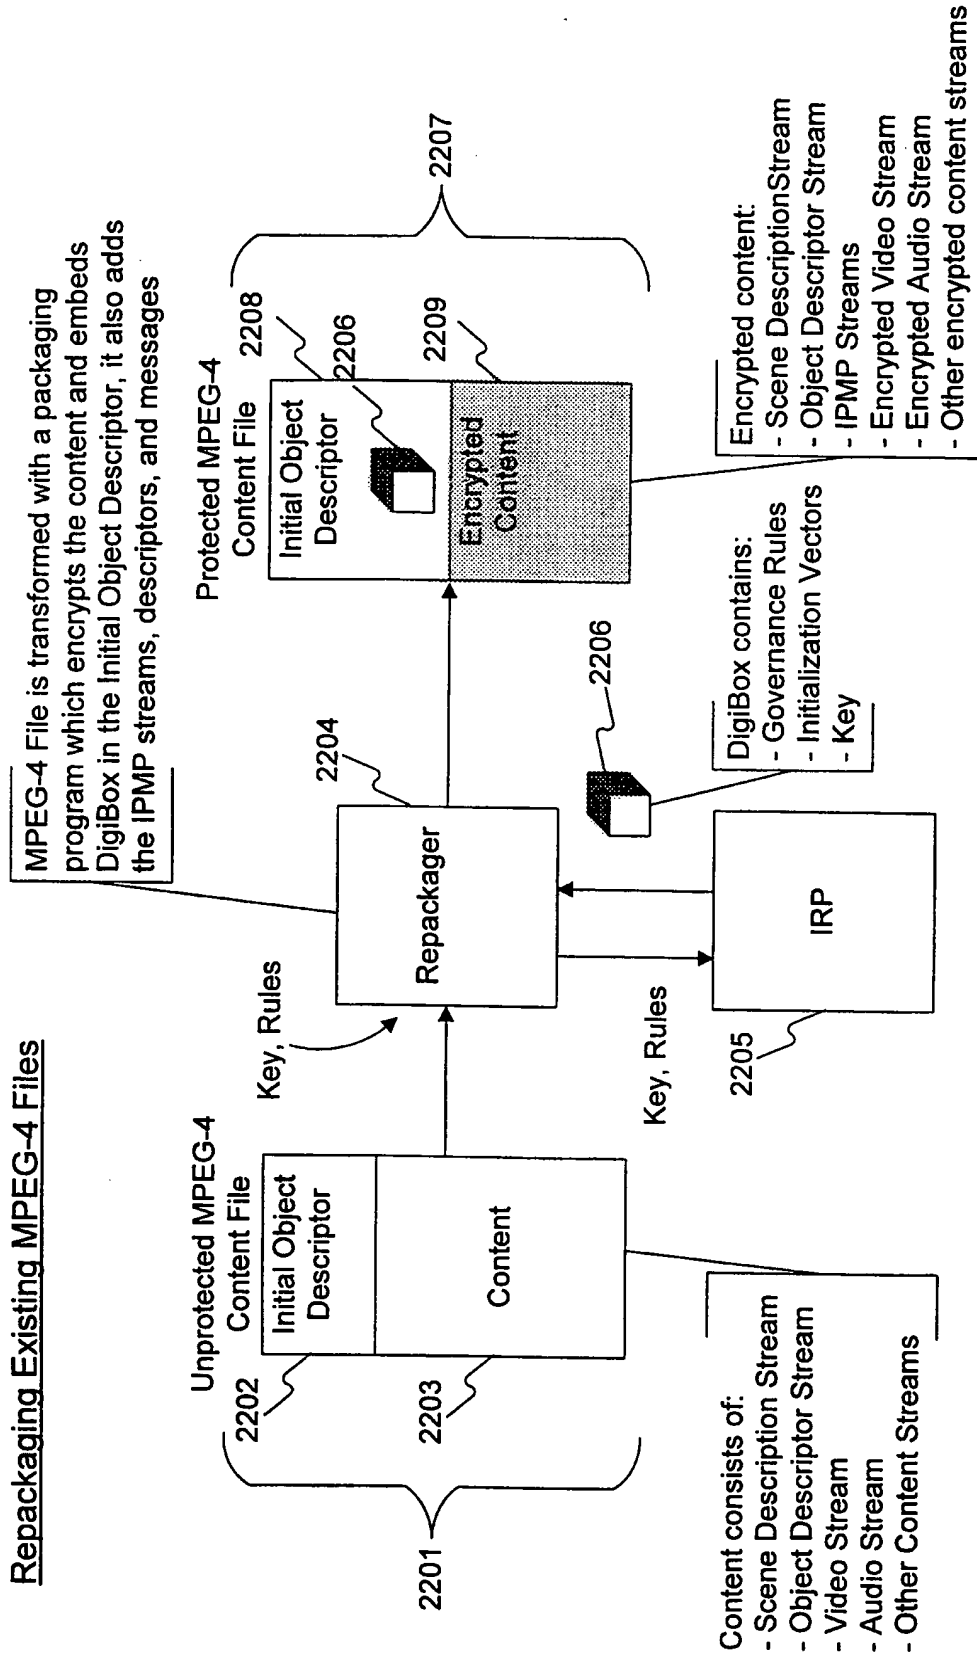 Repackaging Existing MPEG-4 Files
MPEG-4 File is transformed with a packaging
program which encrypts the content and embeds
DigiBox in the Initial Object Descriptor, it also adds
the IPMP streams, descriptors, and messages
Unprotected MPEG-4
Content File
2202
Initial Object
Descriptor
2203
Content
2201
Content consists of:
- Scene Description Stream
- Object Descriptor Stream
- Video Stream
- Audio Stream
- Other Content Streams
Key, Rules
2204
Repackager
Key, Rules
2205
IRP
2206
DigiBox contains:
- Governance Rules
- Initialization Vectors
- Key
Protected MPEG-4
Content File
2208
Initial Object
Descriptor
2206
2209
Encrypted
Content
2207
Encrypted content:
- Scene DescriptionStream
- Object Descriptor Stream
- IPMP Streams
- Encrypted Video Stream
- Encrypted Audio Stream
- Other encrypted content streams